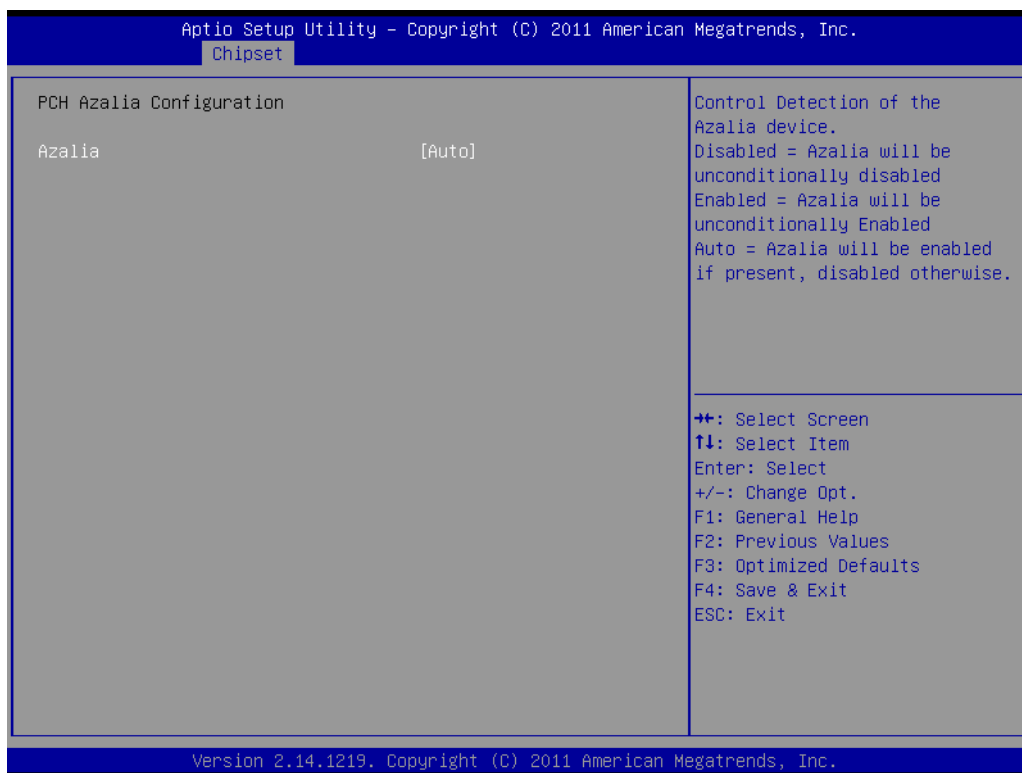 Aptio Setup Utility – Copyright (C) 2011 American Megatrends, Inc.
Chipset
PCH Azalia Configuration
Azalia [Auto]
Control Detection of the
Azalia device.
Disabled = Azalia will be
unconditionally disabled
Enabled = Azalia will be
unconditionally Enabled
Auto = Azalia will be enabled
if present, disabled otherwise.
→←: Select Screen
↑↓: Select Item
Enter: Select
+/-: Change Opt.
F1: General Help
F2: Previous Values
F3: Optimized Defaults
F4: Save & Exit
ESC: Exit
Version 2.14.1219. Copyright (C) 2011 American Megatrends, Inc.